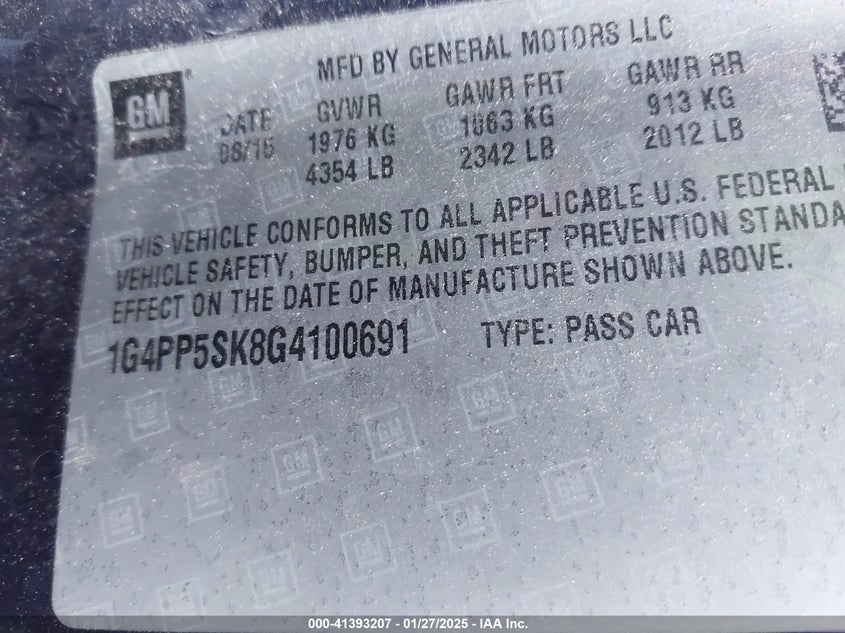 MFD BY GENERAL MOTORS LLC
GM ®
DATE GVWR GAWR FRT GAWR RR
08/15 1976 KG 1063 KG 913 KG
4354 LB 2342 LB 2012 LB
THIS VEHICLE CONFORMS TO ALL APPLICABLE U.S. FEDERAL
VEHICLE SAFETY, BUMPER, AND THEFT PREVENTION STANDA
EFFECT ON THE DATE OF MANUFACTURE SHOWN ABOVE.
1G4PP5SK8G4100691 TYPE: PASS CAR
000-41393207 - 01/27/2025 - IAA Inc.